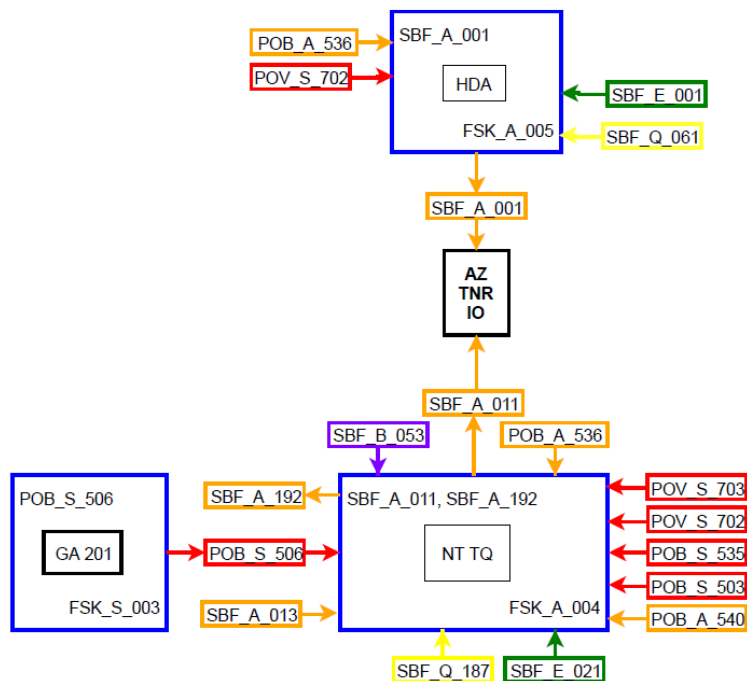 SBF_A_001
POB_A_536
POV_S_702
HDA
SBF_E_001
FSK_A_005
SBF_Q_061
SBF_A_001
AZ
TNR
IO
SBF_A_011
SBF_B_053
POB_A_536
POB_S_506
SBF_A_192
SBF_A_011, SBF_A_192
POV_S_703
POV_S_702
GA 201
POB_S_506
NT TQ
POB_S_535
POB_S_503
FSK_S_003
SBF_A_013
FSK_A_004
POB_A_540
SBF_Q_187
SBF_E_021